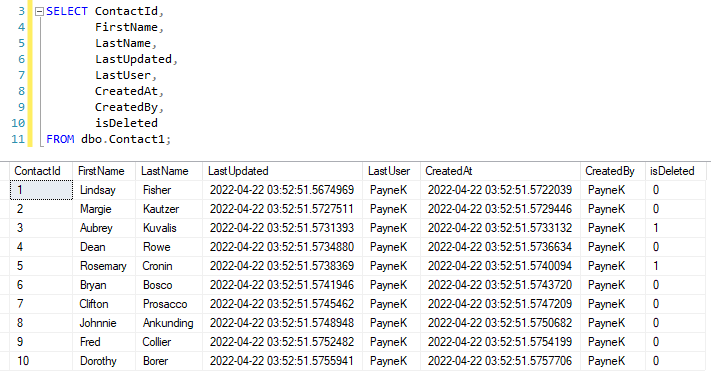 3 SELECT ContactId,
4 FirstName,
5 LastName,
6 LastUpdated,
7 LastUser,
8 CreatedAt,
9 CreatedBy,
10 isDeleted
11 FROM dbo.Contact1;
ContactId FirstName LastName LastUpdated LastUser CreatedAt CreatedBy isDeleted
1 Lindsay Fisher 2022-04-22 03:52:51.5674969 PayneK 2022-04-22 03:52:51.5722039 PayneK 0
2 Margie Kautzer 2022-04-22 03:52:51.5727511 PayneK 2022-04-22 03:52:51.5729446 PayneK 0
3 Aubrey Kuvalis 2022-04-22 03:52:51.5731393 PayneK 2022-04-22 03:52:51.5733132 PayneK 1
4 Dean Rowe 2022-04-22 03:52:51.5734880 PayneK 2022-04-22 03:52:51.5736634 PayneK 0
5 Rosemary Cronin 2022-04-22 03:52:51.5738369 PayneK 2022-04-22 03:52:51.5740094 PayneK 1
6 Bryan Bosco 2022-04-22 03:52:51.5741946 PayneK 2022-04-22 03:52:51.5743720 PayneK 0
7 Clifton Prosacco 2022-04-22 03:52:51.5745462 PayneK 2022-04-22 03:52:51.5747209 PayneK 0
8 Johnnie Ankunding 2022-04-22 03:52:51.5748948 PayneK 2022-04-22 03:52:51.5750682 PayneK 0
9 Fred Collier 2022-04-22 03:52:51.5752482 PayneK 2022-04-22 03:52:51.5754199 PayneK 0
10 Dorothy Borer 2022-04-22 03:52:51.5755941 PayneK 2022-04-22 03:52:51.5757706 PayneK 0